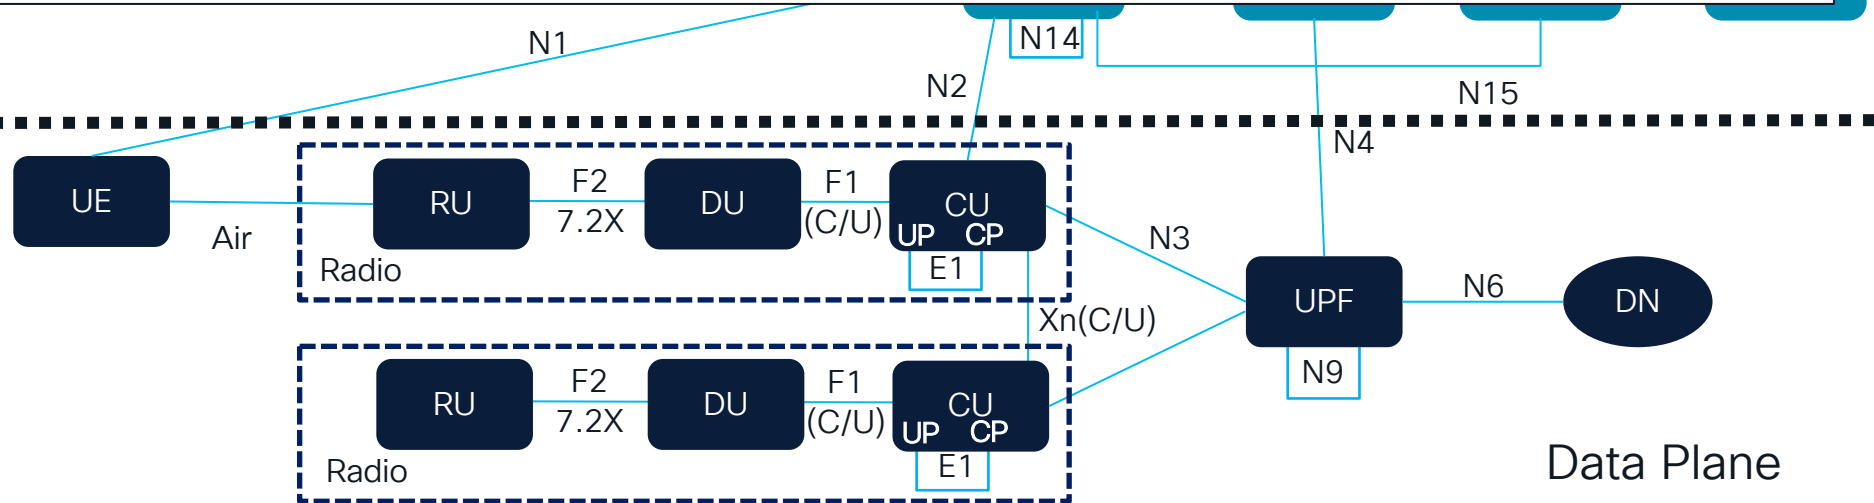 N1
N14
N2
N15
N4
UE
Air
RU
F2
7.2X
DU
F1
(C/U)
CU
UP CP
E1
Radio
N3
Xn(C/U)
UPF
N6
DN
N9
RU
F2
7.2X
DU
F1
(C/U)
CU
UP CP
E1
Radio
Data Plane